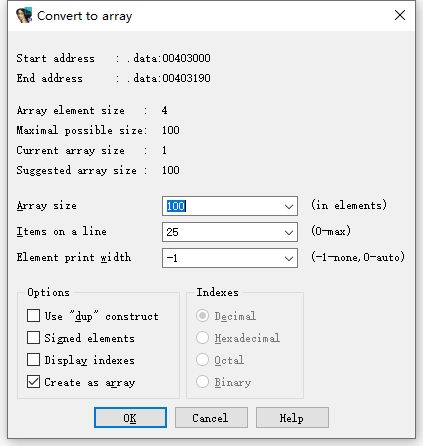 Convert to array
Start address : .data:00403000
End address : .data:00403190
Array element size : 4
Maximal possible size: 100
Current array size : 1
Suggested array size : 100
Array size 100 (in elements)
Items on a line 25 (0-max)
Element print width -1 (-1-none,0-auto)
Options
Use "dup" construct
Signed elements
Display indexes
Create as array
Indexes
Decimal
Hexadecimal
Octal
Binary
OK Cancel Help